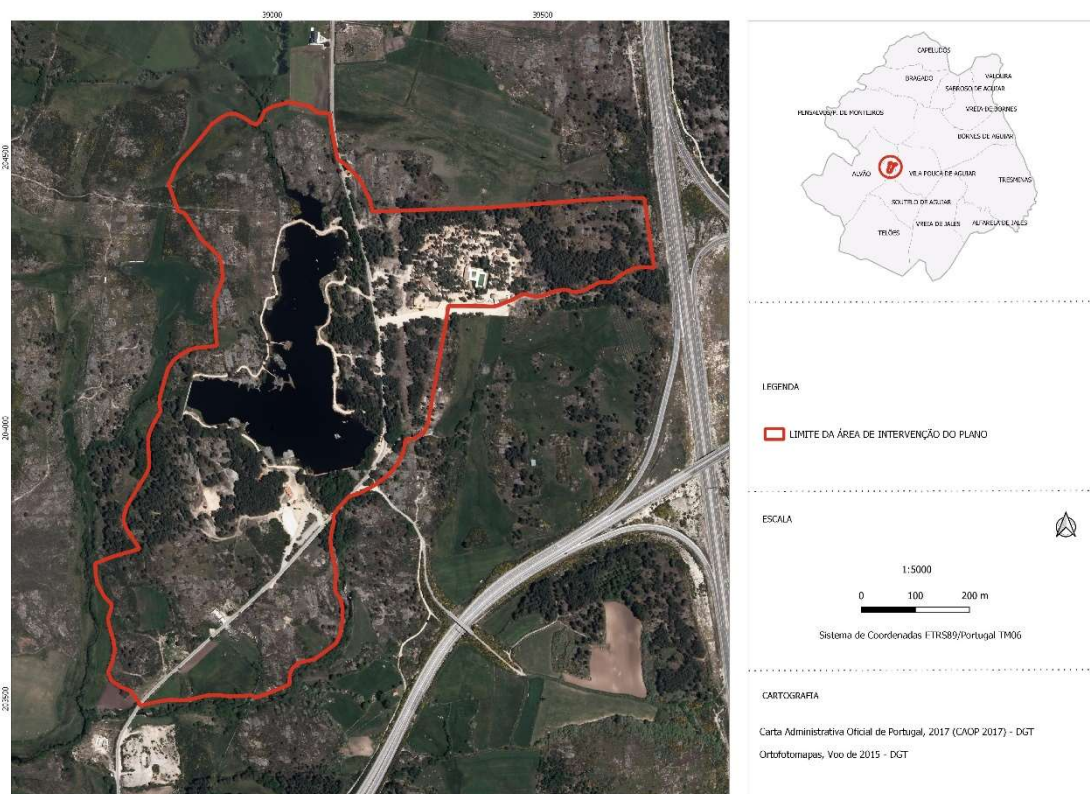 39000
39500
204500
204000
203500
CAPELUDOS
BRAGADO
VALOURA
SABROSO DE AGUIAR
VREIA DE BORNES
PENSALVOS/P. DE MONTEIROS
BORNES DE AGUIAR
ALVÃO
VILA POUCA DE AGUIAR
TRESMINAS
SOUTELO DE AGUIAR
VREIA DE JALES
ALFARELA DE JALES
TELÕES
LEGENDA
LIMITE DA ÁREA DE INTERVENÇÃO DO PLANO
ESCALA
1:5000
0 100 200 m
Sistema de Coordenadas ETRS89/Portugal TM06
CARTOGRAFIA
Carta Administrativa Oficial de Portugal, 2017 (CAOP 2017) - DGT
Ortofotomapas, Voo de 2015 - DGT